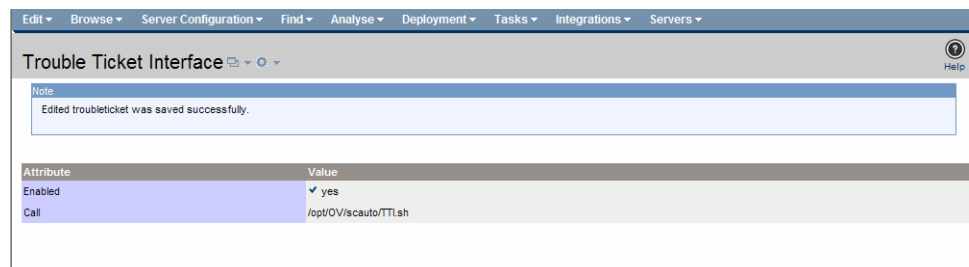 Edit Browse Server Configuration Find Analyse Deployment Tasks Integrations Servers
Trouble Ticket Interface
Help
Note
Edited troubleticket was saved successfully.
Attribute Value
Enabled yes
Call /opt/OV/scauto/TTI.sh